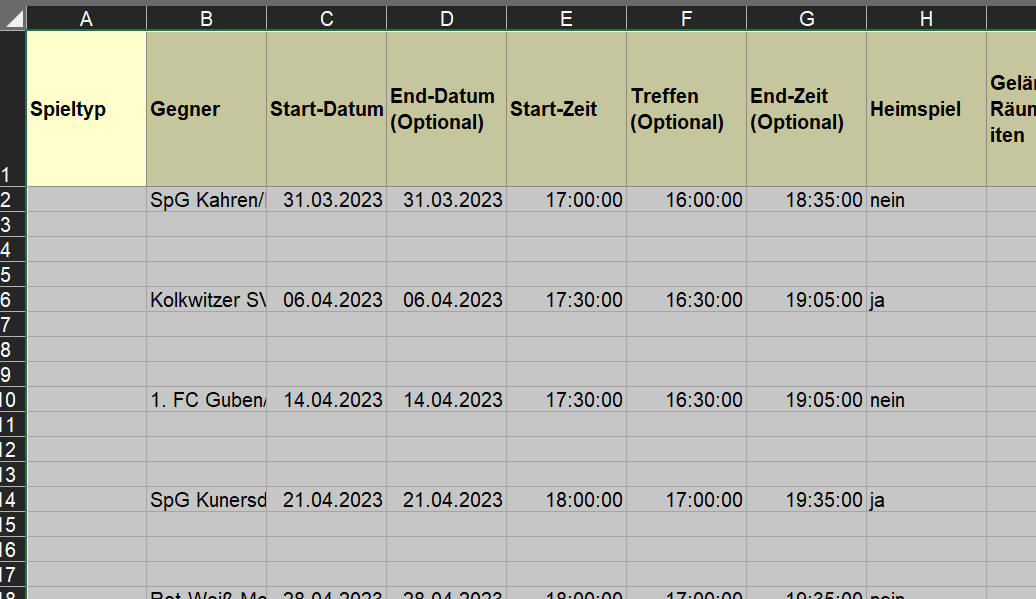 A B C D E F G H
1 Spieltyp Gegner Start-Datum End-Datum (Optional) Start-Zeit Treffen (Optional) End-Zeit (Optional) Heimspiel
2 SpG Kahren/ 31.03.2023 31.03.2023 17:00:00 16:00:00 18:35:00 nein
3
4
5
6 Kolkwitzer SV 06.04.2023 06.04.2023 17:30:00 16:30:00 19:05:00 ja
7
8
9
10 1. FC Guben/ 14.04.2023 14.04.2023 17:30:00 16:30:00 19:05:00 nein
11
12
13
14 SpG Kunersd 21.04.2023 21.04.2023 18:00:00 17:00:00 19:35:00 ja
15
16
17
18 28.04.2023 28.04.2023 18:00:00 17:00:00 19:35:00 nein